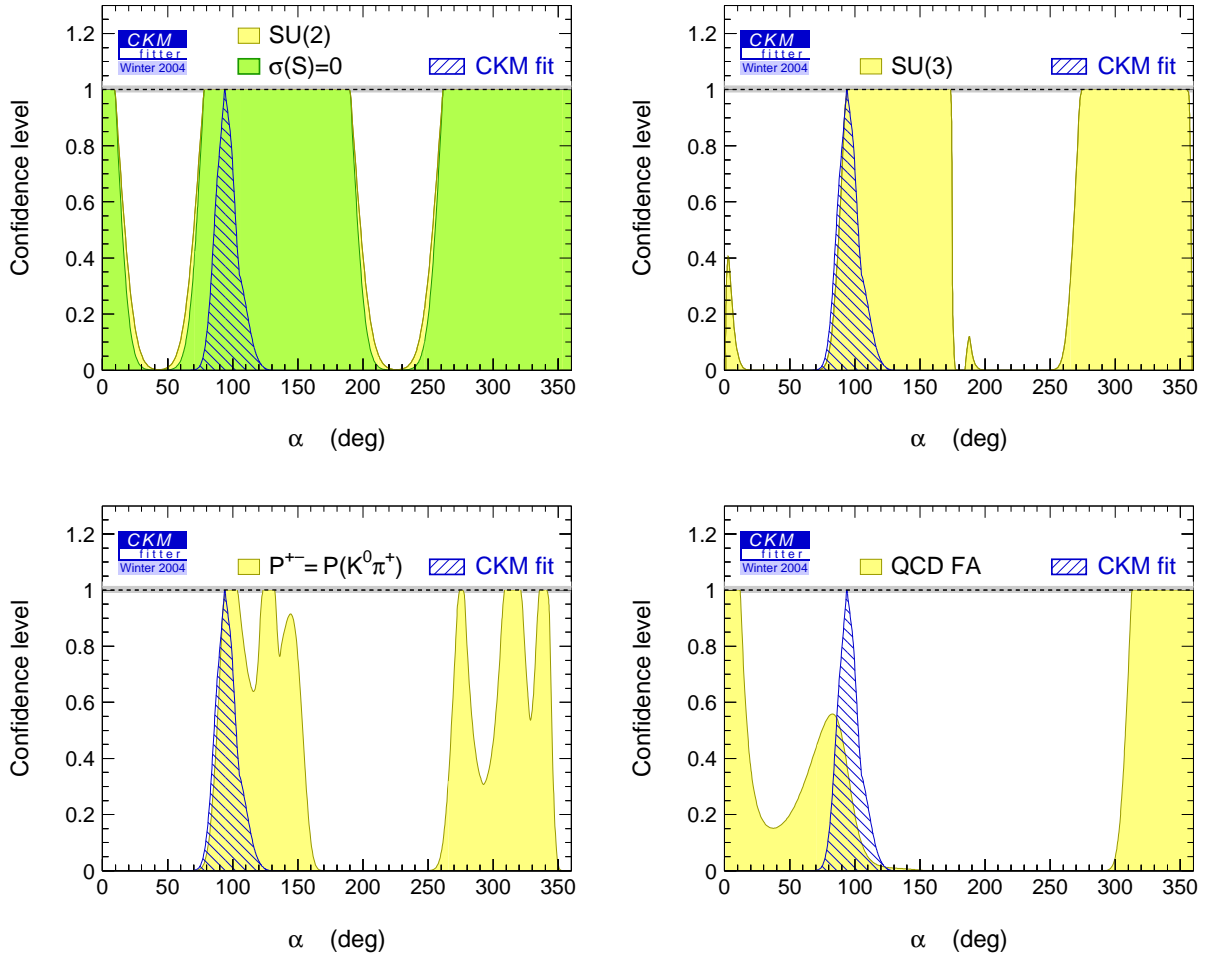 CKM
fitter
Winter 2004
SU(2)
σ(S)=0
CKM fit
Confidence level
1.2
1
0.8
0.6
0.4
0.2
0
0 50 100 150 200 250 300 350
α (deg)
CKM
fitter
Winter 2004
SU(3)
CKM fit
Confidence level
1.2
1
0.8
0.6
0.4
0.2
0
0 50 100 150 200 250 300 350
α (deg)
CKM
fitter
Winter 2004
P⁺⁻= P(K⁰π⁺)
CKM fit
Confidence level
1.2
1
0.8
0.6
0.4
0.2
0
0 50 100 150 200 250 300 350
α (deg)
CKM
fitter
Winter 2004
QCD FA
CKM fit
Confidence level
1.2
1
0.8
0.6
0.4
0.2
0
0 50 100 150 200 250 300 350
α (deg)